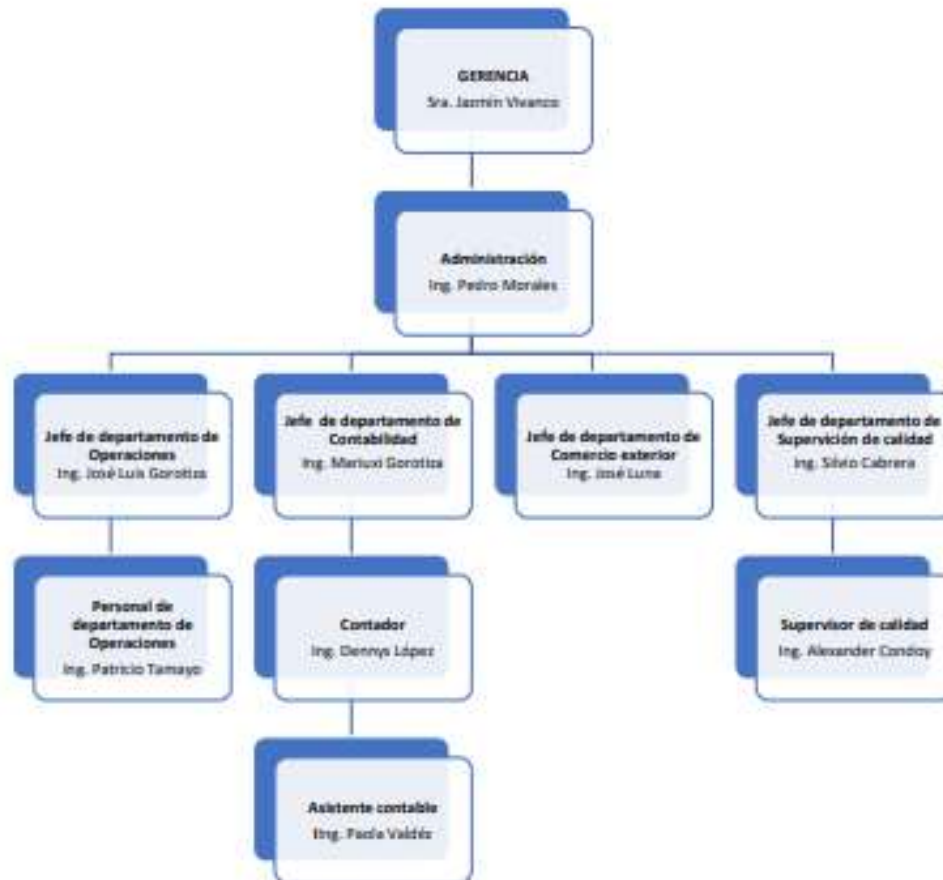 GERENCIA
Sra. Jazmín Vivanco
Administración
Ing. Pedro Morales
Jefe de departamento de
Operaciones
Ing. José Luis Gorotiza
Jefe de departamento de
Contabilidad
Ing. Mariuxi Gorotiza
Jefe de departamento de
Comercio exterior
Ing. José Luna
Jefe de departamento de
Supervición de calidad
Ing. Silvio Cabrera
Personal de
departamento de
Operaciones
Ing. Patricio Tamayo
Contador
Ing. Dennys López
Supervisor de calidad
Ing. Alexander Condoy
Asistente contable
IIng. Paola Valdéz